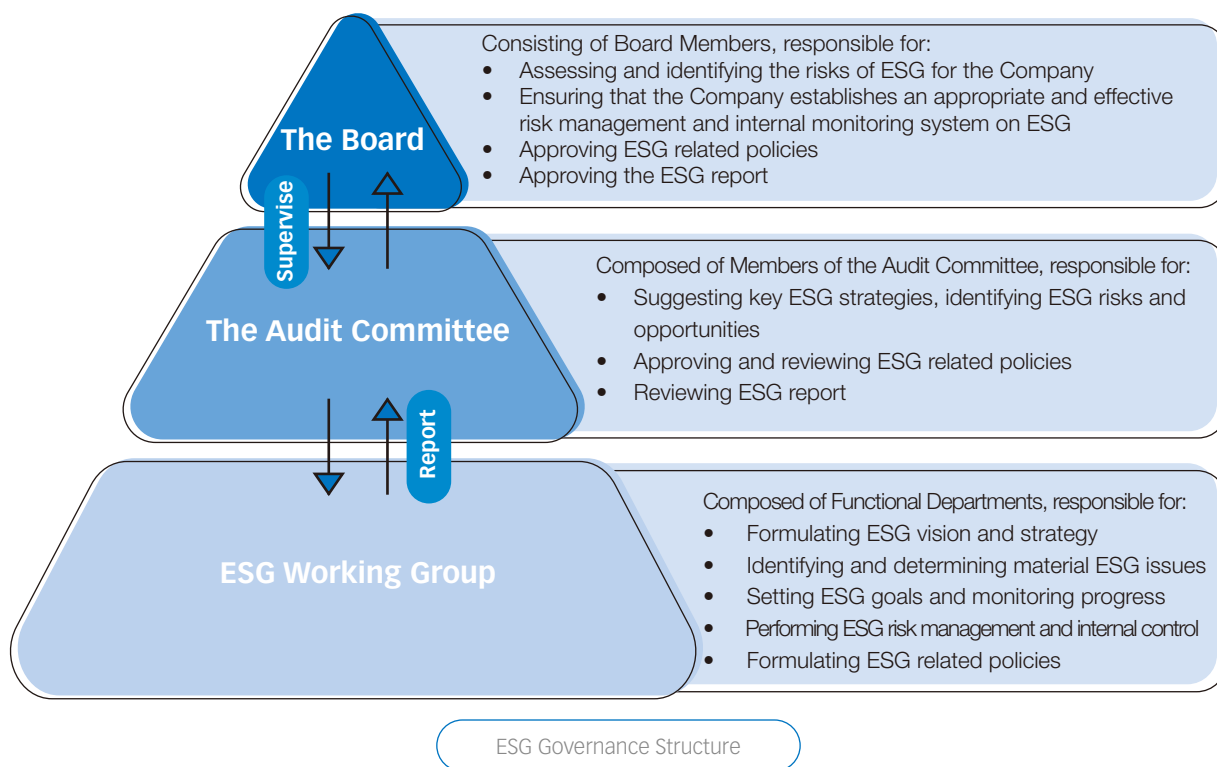 The Board
Consisting of Board Members, responsible for:
• Assessing and identifying the risks of ESG for the Company
• Ensuring that the Company establishes an appropriate and effective
risk management and internal monitoring system on ESG
• Approving ESG related policies
• Approving the ESG report
Supervise
The Audit Committee
Composed of Members of the Audit Committee, responsible for:
• Suggesting key ESG strategies, identifying ESG risks and
opportunities
• Approving and reviewing ESG related policies
• Reviewing ESG report
Report
ESG Working Group
Composed of Functional Departments, responsible for:
• Formulating ESG vision and strategy
• Identifying and determining material ESG issues
• Setting ESG goals and monitoring progress
• Performing ESG risk management and internal control
• Formulating ESG related policies
ESG Governance Structure